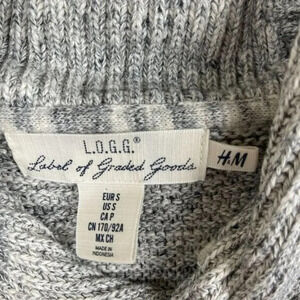 L.O.G.G.®
Label of Graded Goods.
H&M
EUR S
US S
CA P
CN 170/92A
MX CH
MADE IN
INDONESIA